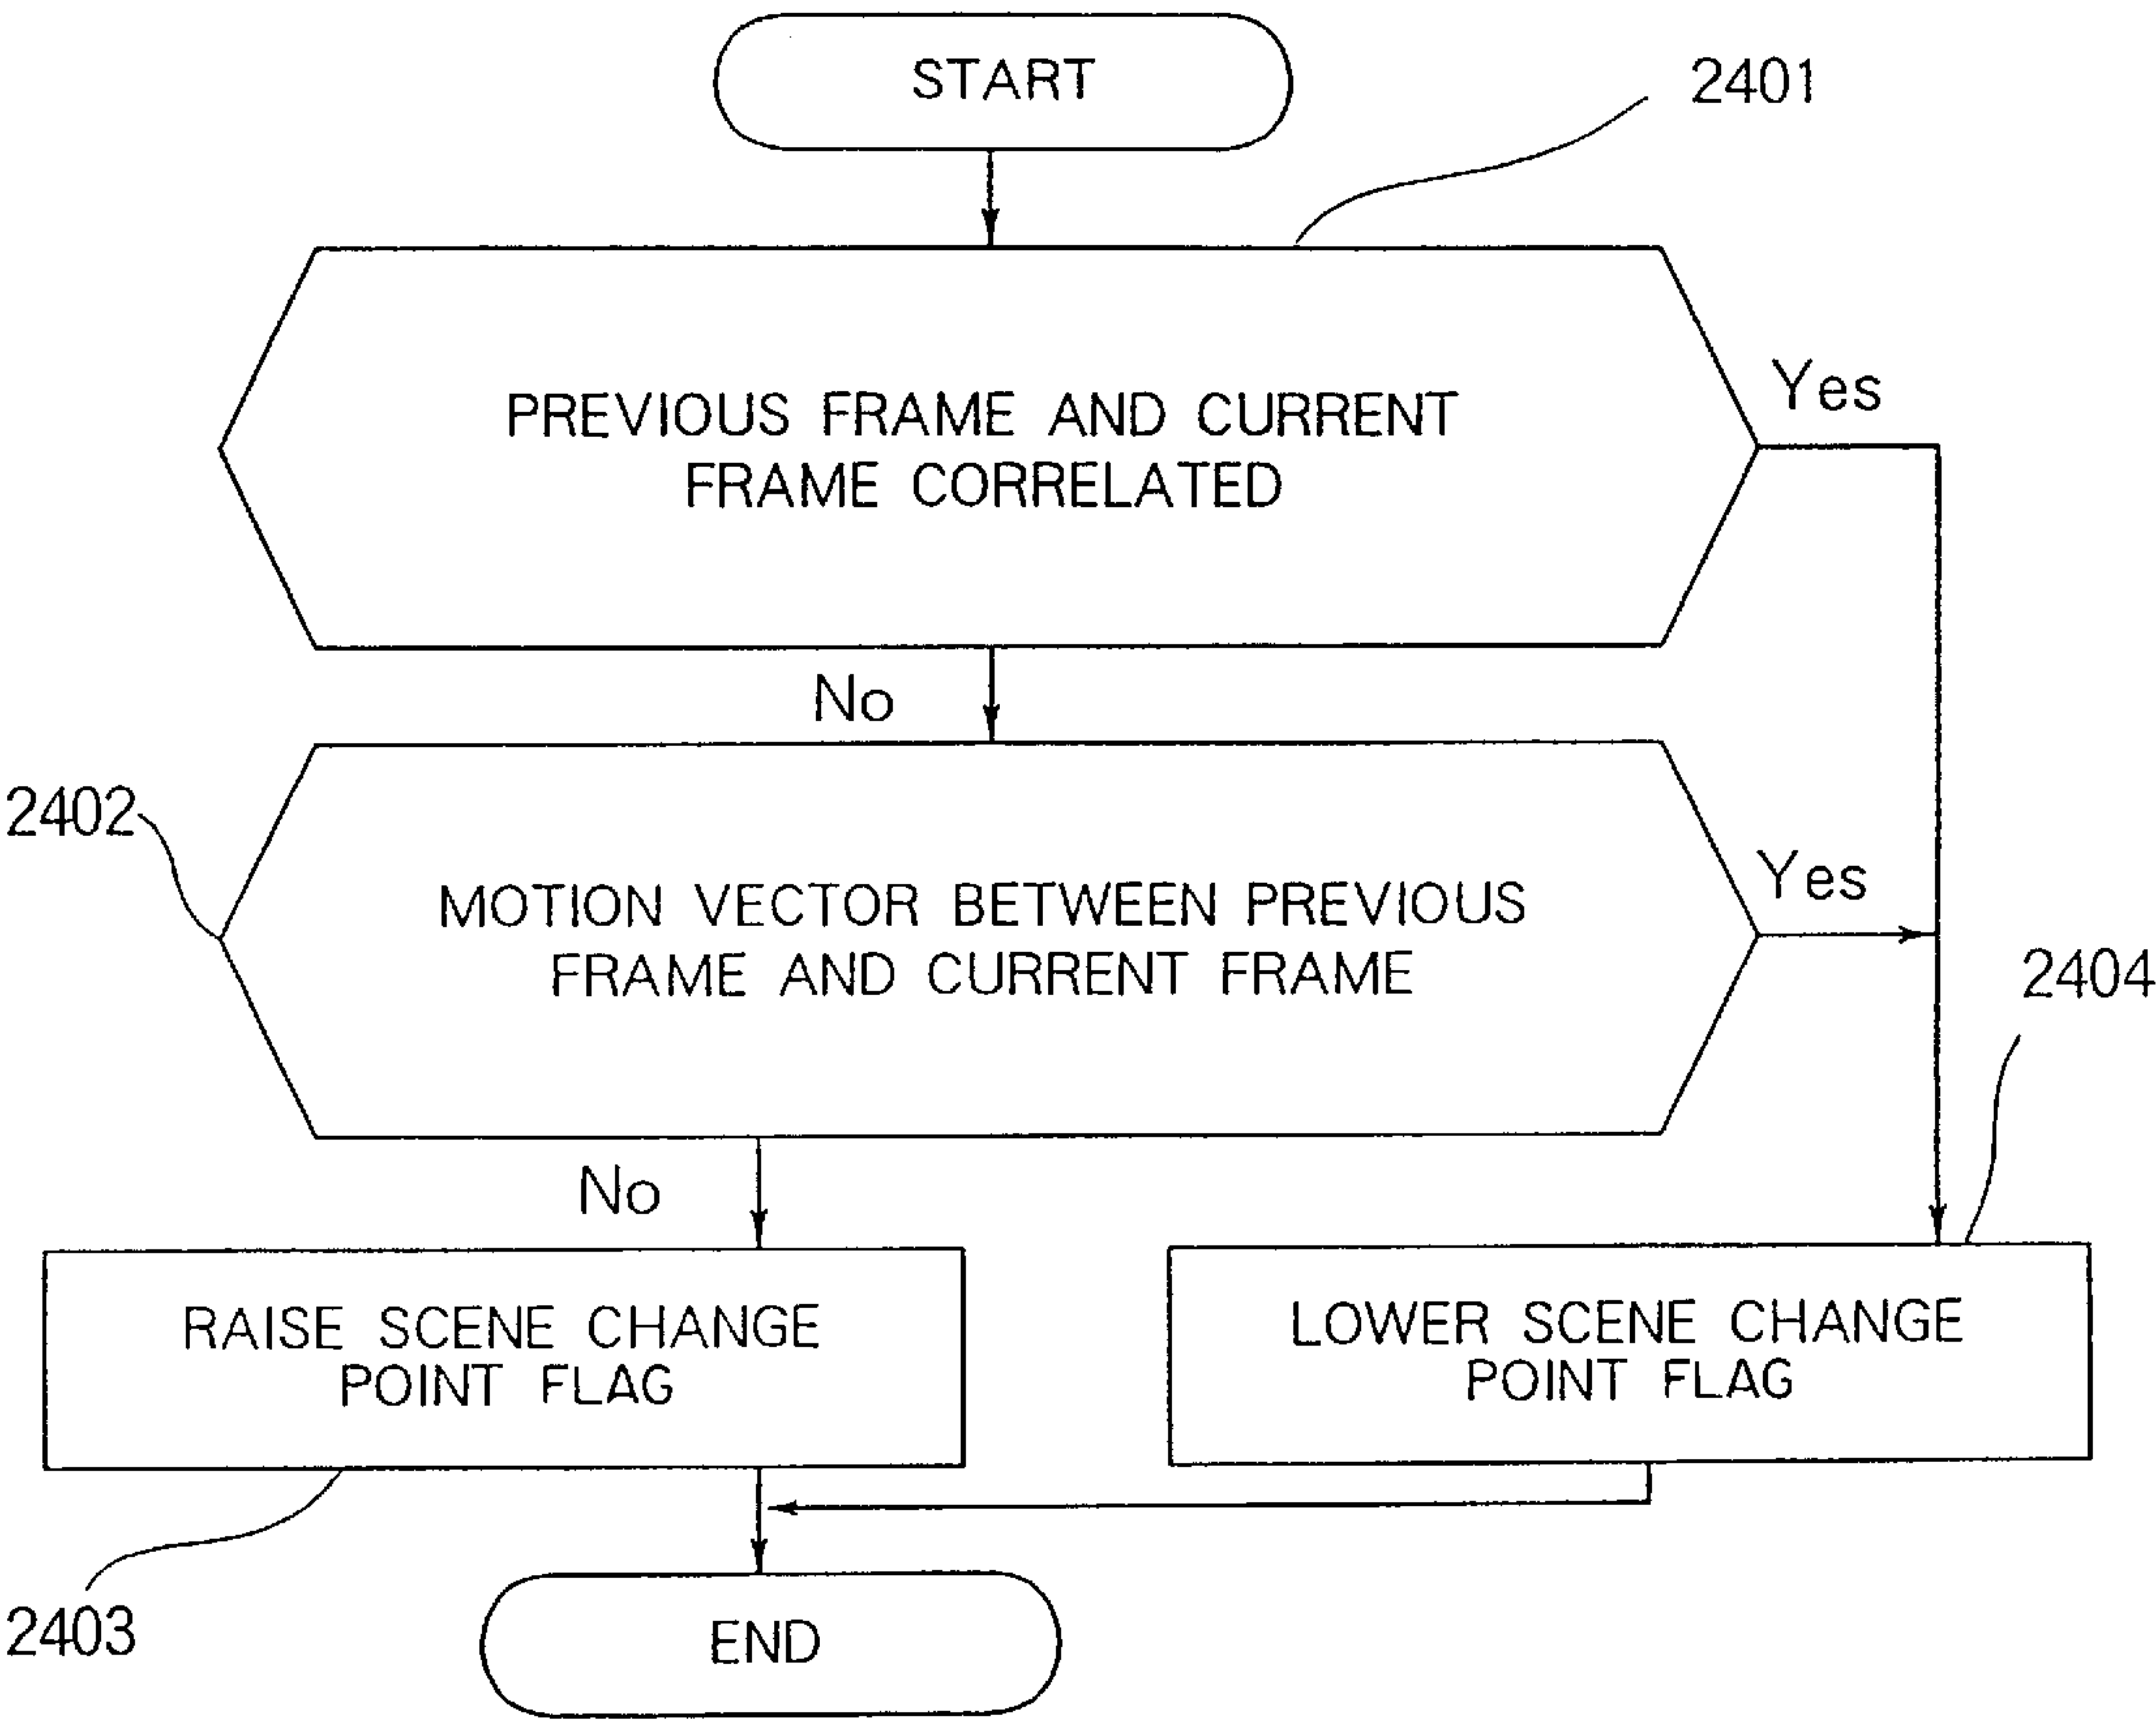 START
2401
PREVIOUS FRAME AND CURRENT
FRAME CORRELATED
Yes
No
2402
MOTION VECTOR BETWEEN PREVIOUS
FRAME AND CURRENT FRAME
Yes
2404
No
RAISE SCENE CHANGE
POINT FLAG
LOWER SCENE CHANGE
POINT FLAG
2403
END